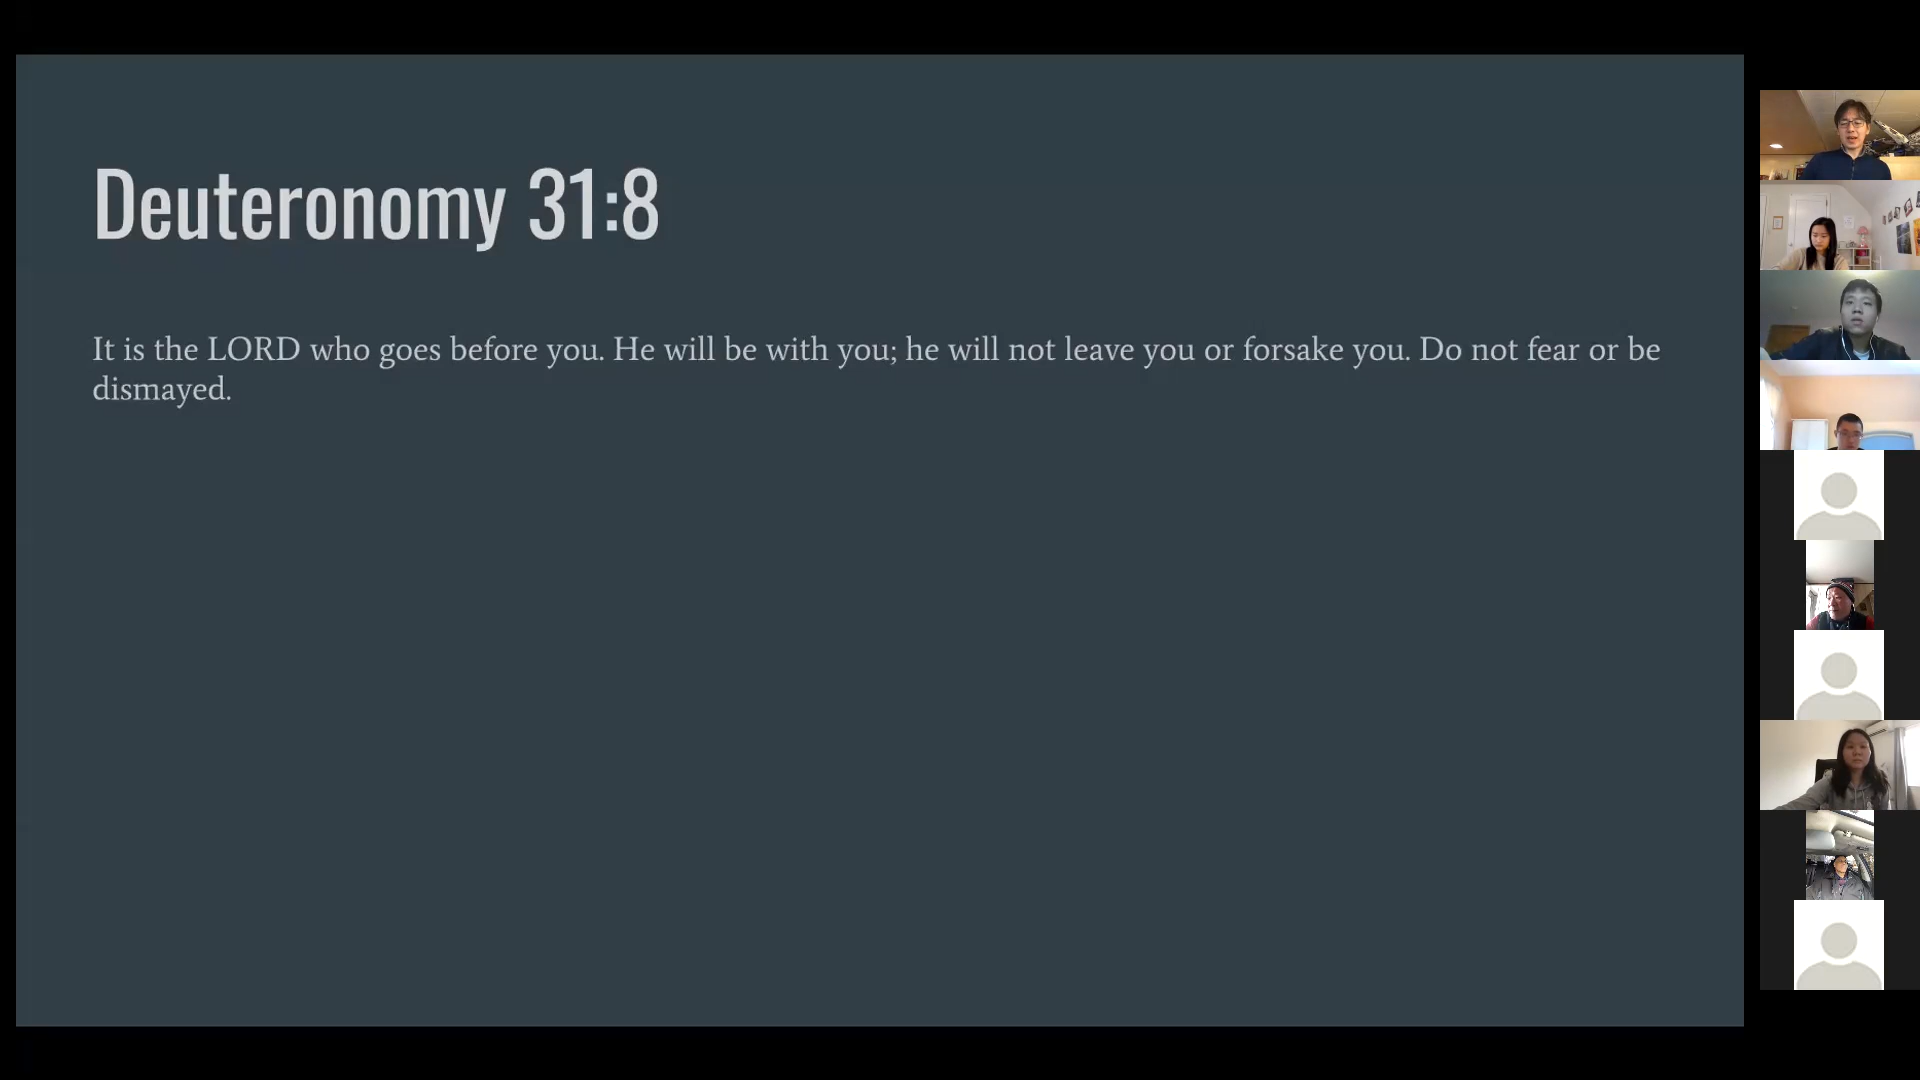 Deuteronomy 31:8
It is the LORD who goes before you. He will be with you; he will not leave you or forsake you. Do not fear or be
dismayed.